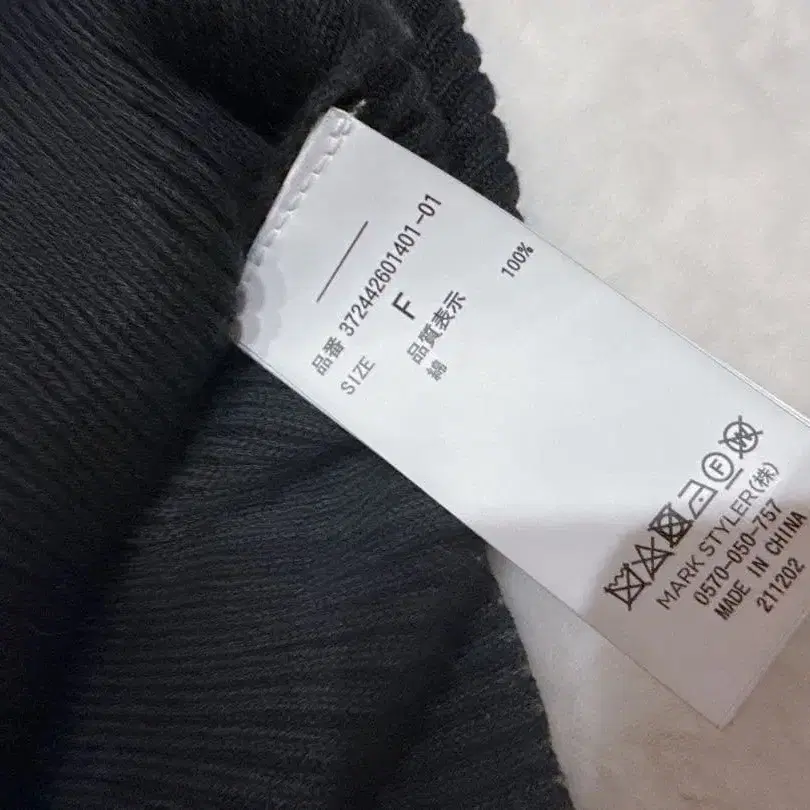 品番 372442601401-01
SIZE F
品質表示
綿 100%
F W
MARK STYLER(株)
0570-050-757
MADE IN CHINA
211202